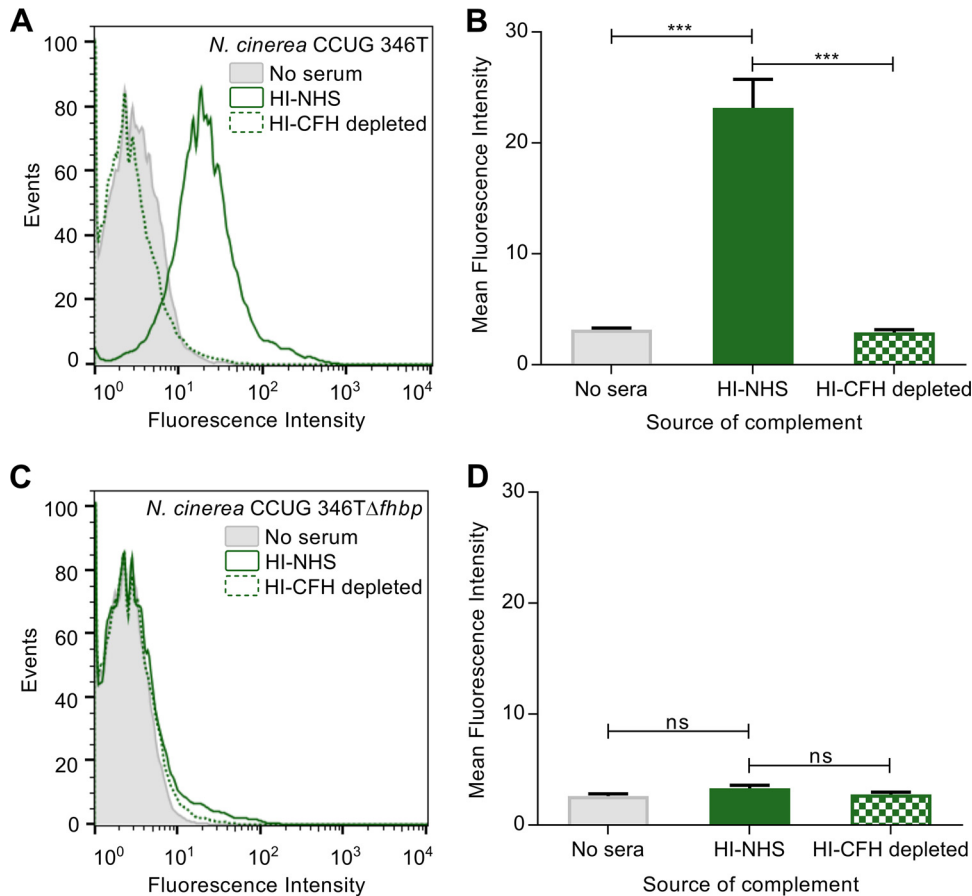 A
N. cinerea CCUG 346T
No serum
HI-NHS
HI-CFH depleted
100
80
60
40
20
0
Events
10⁰ 10¹ 10² 10³ 10⁴
Fluorescence Intensity
B
30
20
10
0
Mean Fluorescence Intensity
***
***
No sera HI-NHS HI-CFH depleted
Source of complement
C
N. cinerea CCUG 346TΔfhbp
No serum
HI-NHS
HI-CFH depleted
100
80
60
40
20
0
Events
10⁰ 10¹ 10² 10³ 10⁴
Fluorescence Intensity
D
30
20
10
0
Mean Fluorescence Intensity
ns
ns
No sera HI-NHS HI-CFH depleted
Source of complement